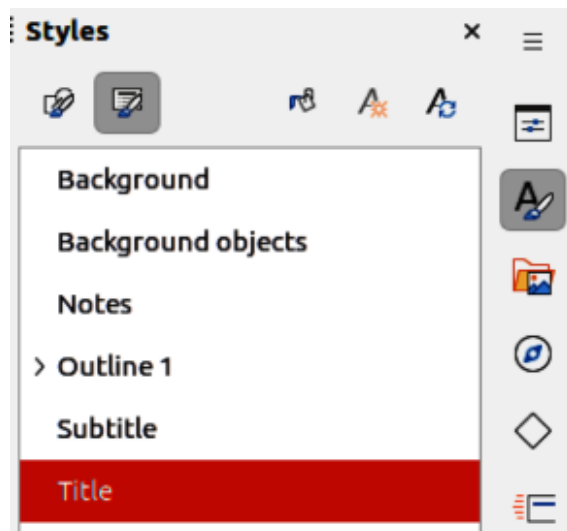 Styles
Background
Background objects
Notes
Outline 1
Subtitle
Title